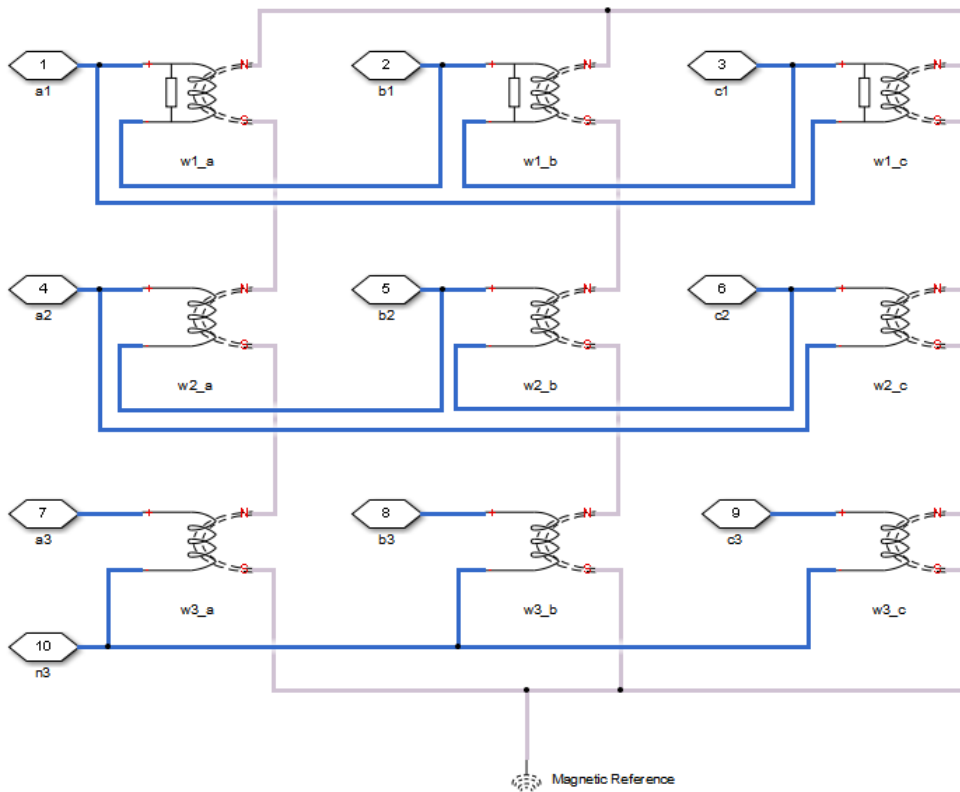 1 + N 2 + N 3 + N
a1 b1 c1
S S S
w1_a w1_b w1_c
4 + N 5 + N 6 + N
a2 b2 c2
S S S
w2_a w2_b w2_c
7 + N 8 + N 9 + N
a3 b3 c3
S S S
w3_a w3_b w3_c
10
n3
Magnetic Reference